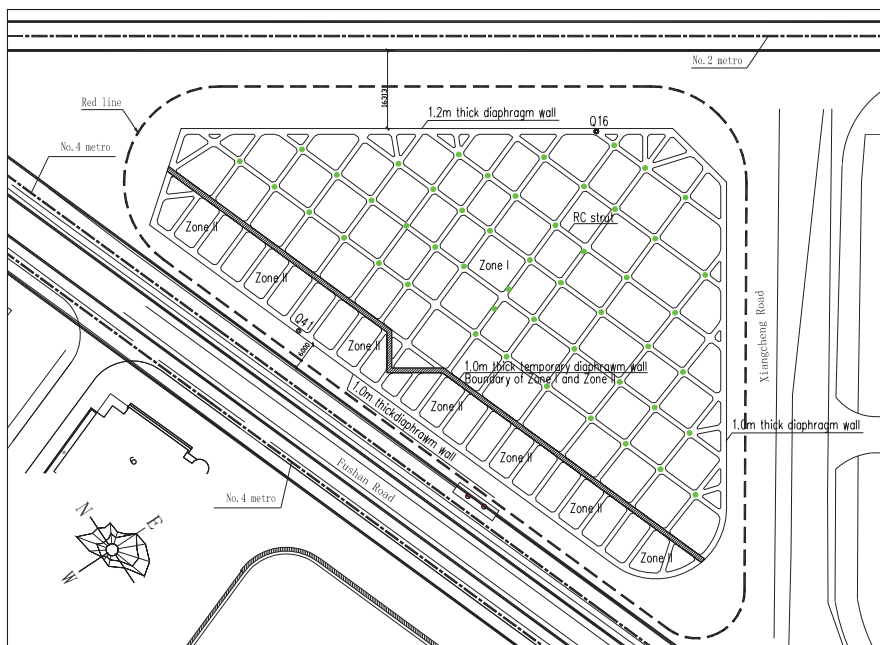 No.2 metro
Red line
16313
1.2m thick diaphragm wall
Q16
No.4 metro
RC strut
Zone II
Zone I
Zone II
Xiangcheng Road
Q41
6000
Zone II
1.0m thick temporary diaphrawm wall
Boundary of Zone I and Zone II
1.0m thickdiaphrawm wall
Zone II
1.0m thick diaphragm wall
Zone II
6
Fushan Road
No.4 metro
Zone II
N
E
W
Zone II